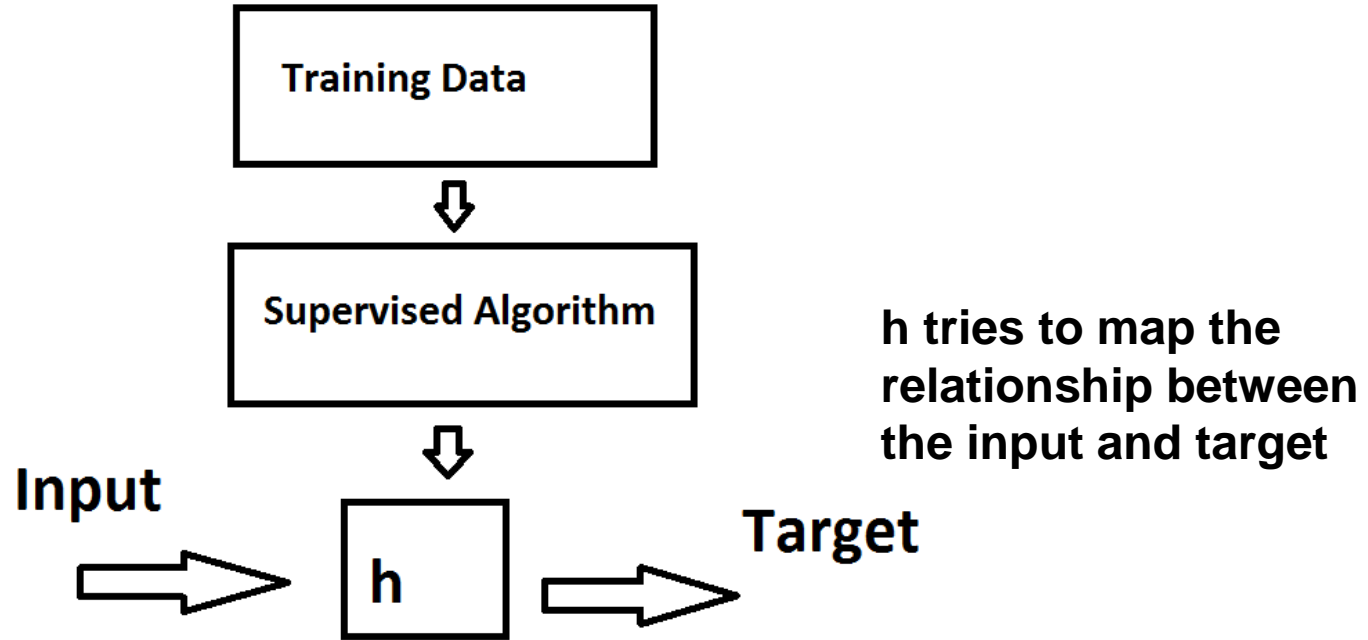 Training Data
Supervised Algorithm
h tries to map the
relationship between
the input and target
Input
h
Target